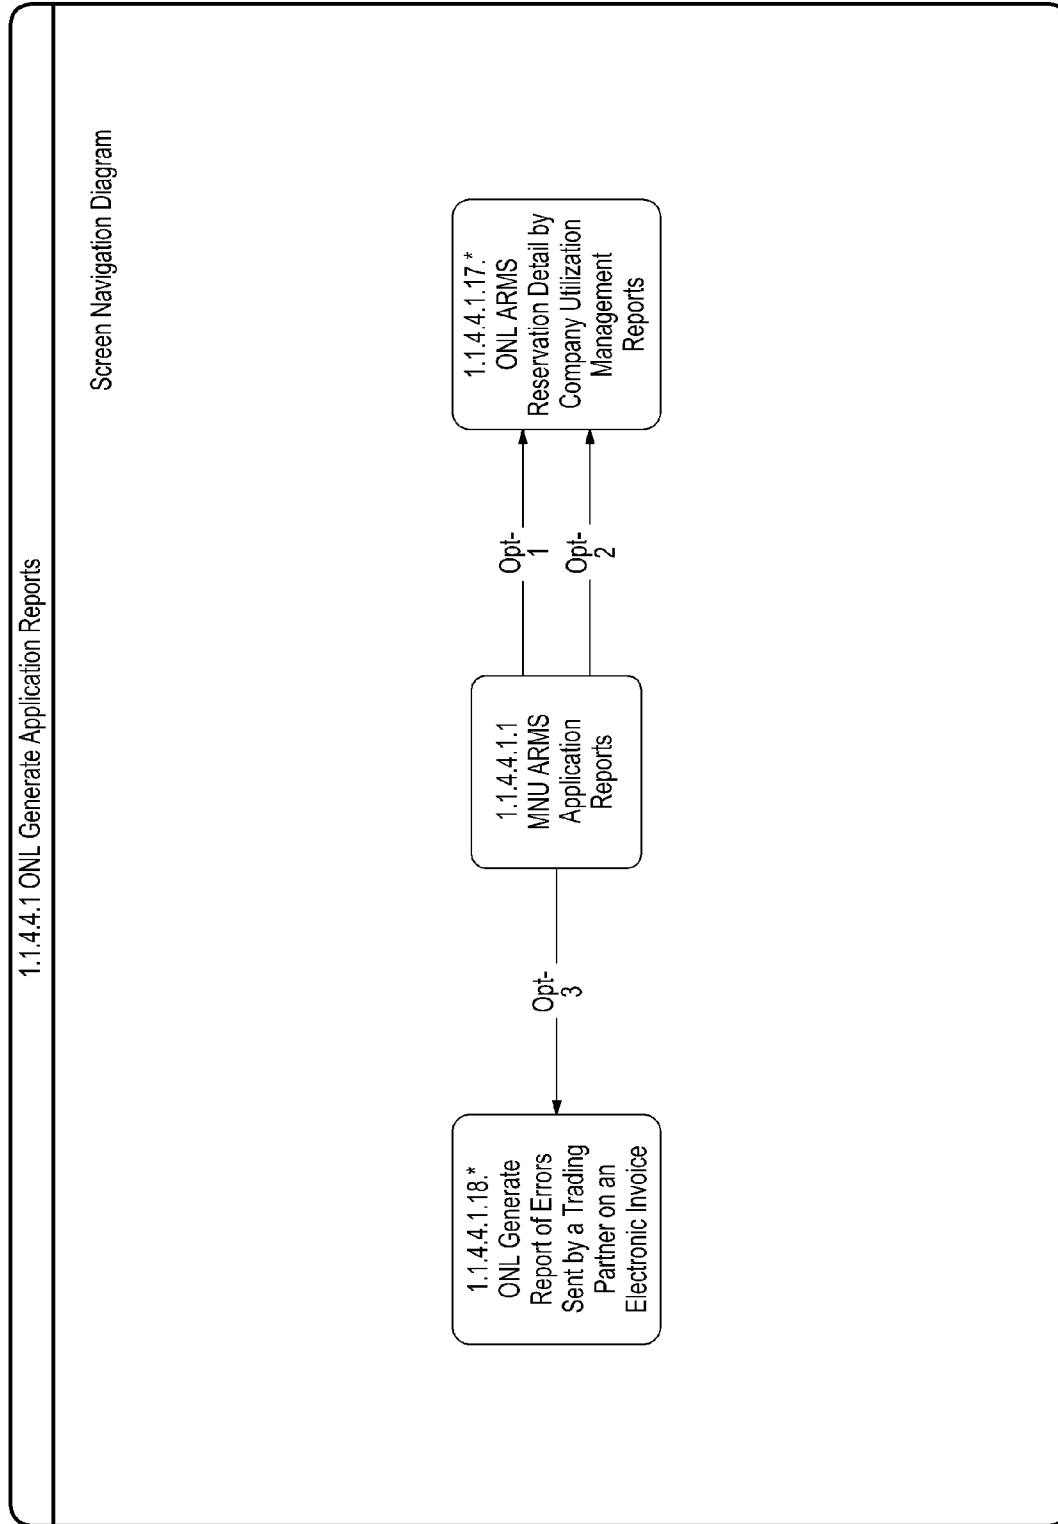 1.1.4.4.1 ONL Generate Application Reports
Screen Navigation Diagram
1.1.4.4.1.18.*
ONL Generate
Report of Errors
Sent by a Trading
Partner on an
Electronic Invoice
Opt-
3
1.1.4.4.1.1
MNU ARMS
Application
Reports
Opt-
1
Opt-
2
1.1.4.4.1.17.*
ONL ARMS
Reservation Detail by
Company Utilization
Management
Reports